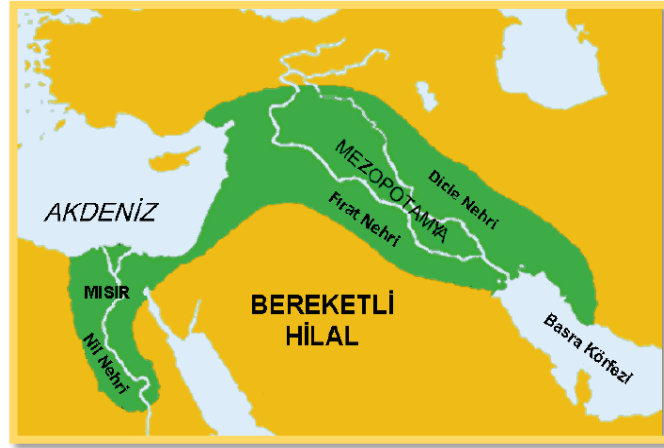 AKDENİZ
MEZOPOTAMYA
Dicle Nehri
Fırat Nehri
MISIR
Nil Nehri
BEREKETLİ
HİLAL
Basra Körfezi